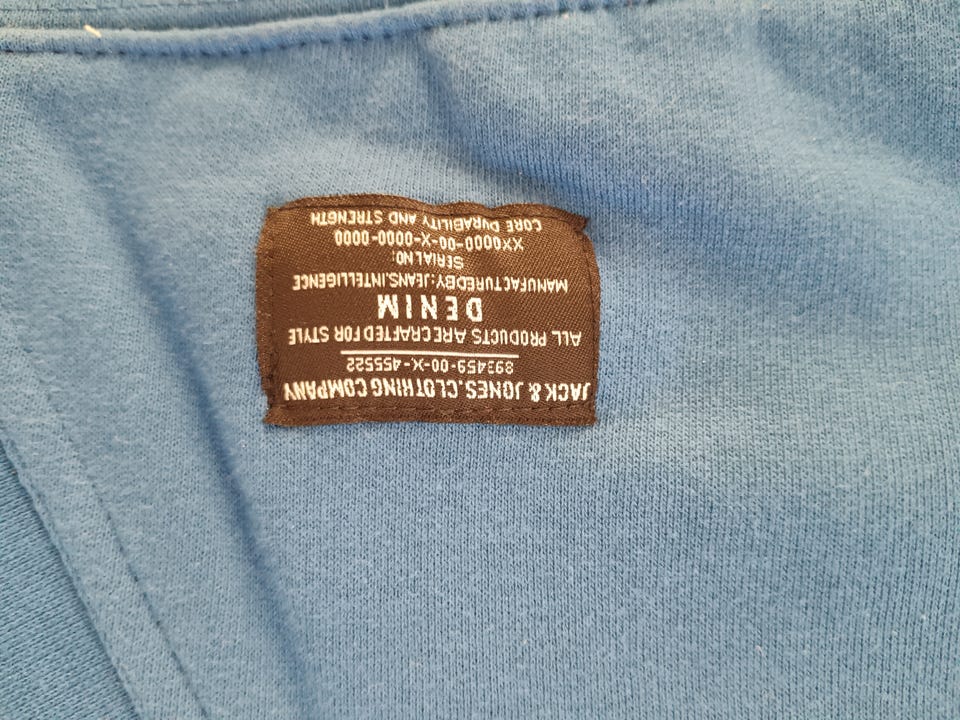 JACK & JONES.CLOTHING COMPANY
893459-00-X-455522
ALL PRODUCTS ARE CRAFTED FOR STYLE
DENIM
MANUFACTURED BY: JEANS.INTELLIGENCE
SERIAL NO:
XX0000-00-X-0000-0000
CORE DURABILITY AND STRENGTH